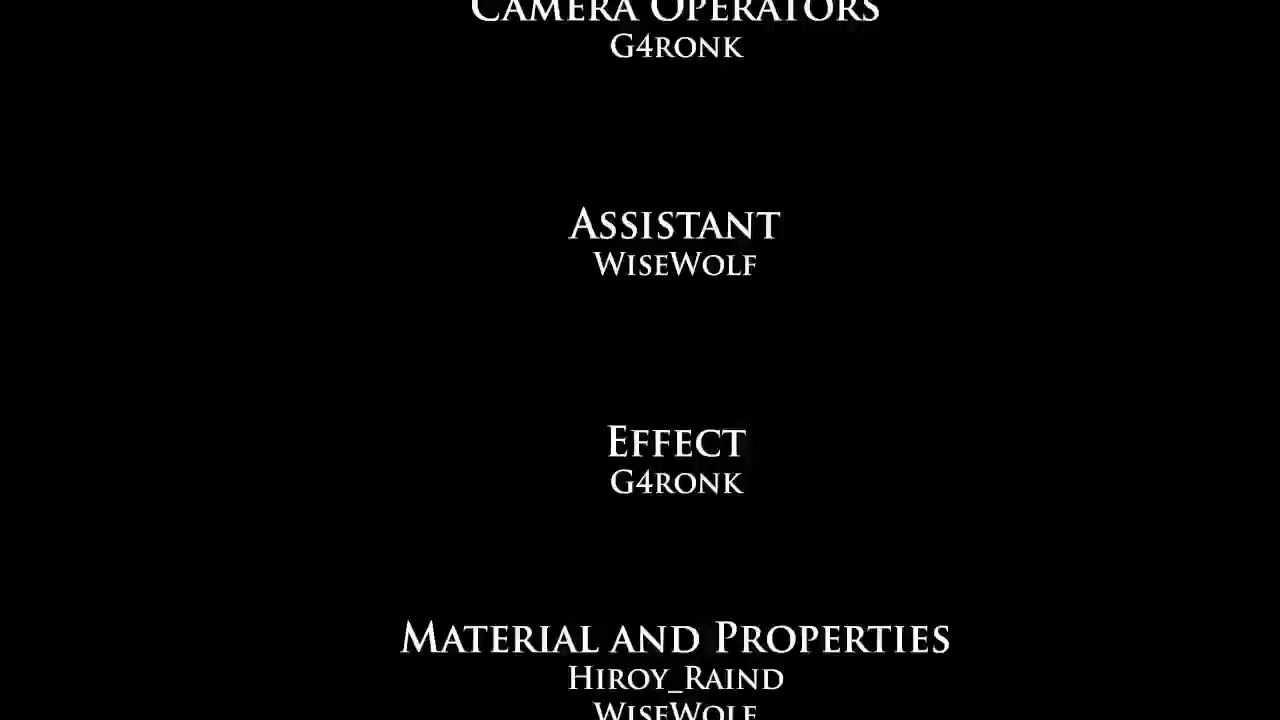 Camera Operators
G4ronk
Assistant
WiseWolf
Effect
G4ronk
Material and Properties
Hiroy_Raind
WiseWolf